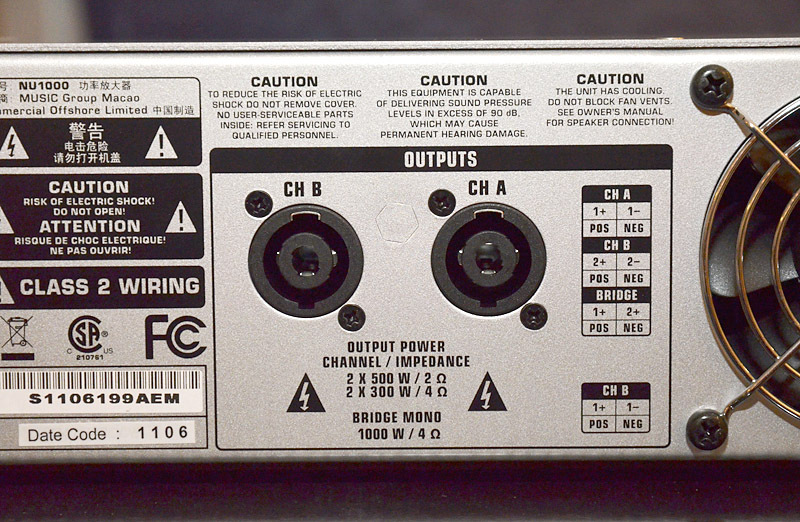 号: NU1000 功率放大器
商: MUSIC Group Macao
mmercial Offshore Limited 中国制造
警告
电击危险
请勿打开机盖
CAUTION
RISK OF ELECTRIC SHOCK!
DO NOT OPEN!
ATTENTION
RISQUE DE CHOC ELECTRIQUE!
NE PAS OUVRIR!
CLASS 2 WIRING
CSA
C US
210761
FC
S1106199AEM
Date Code : 1106
CAUTION
TO REDUCE THE RISK OF ELECTRIC
SHOCK DO NOT REMOVE COVER.
NO USER-SERVICEABLE PARTS
INSIDE: REFER SERVICING TO
QUALIFIED PERSONNEL.
CAUTION
THIS EQUIPMENT IS CAPABLE
OF DELIVERING SOUND PRESSURE
LEVELS IN EXCESS OF 90 dB,
WHICH MAY CAUSE
PERMANENT HEARING DAMAGE.
CAUTION
THE UNIT HAS COOLING.
DO NOT BLOCK FAN VENTS.
SEE OWNER'S MANUAL
FOR SPEAKER CONNECTION!
OUTPUTS
CH B
CH A
OUTPUT POWER
CHANNEL / IMPEDANCE
2 X 500 W / 2 Ω
2 X 300 W / 4 Ω
BRIDGE MONO
1000 W / 4 Ω
CH A
1+ 1-
POS NEG
CH B
2+ 2-
POS NEG
BRIDGE
1+ 2+
POS NEG
CH B
1+ 1-
POS NEG